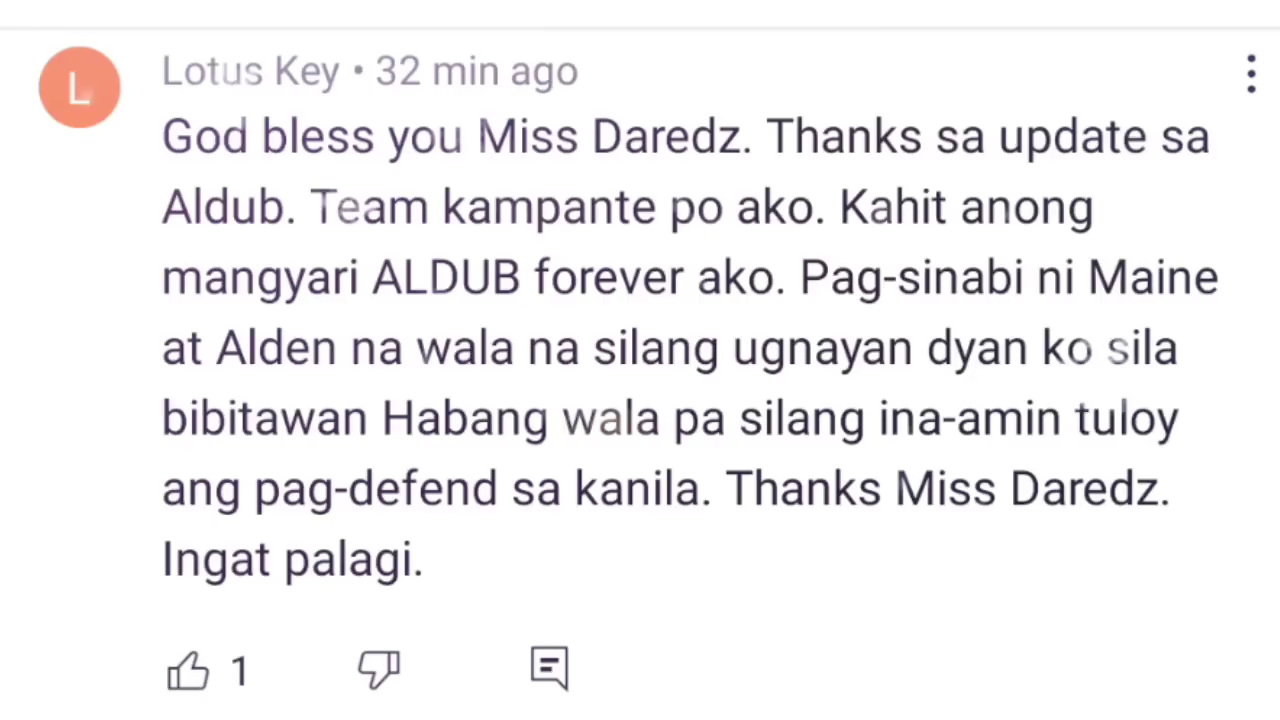 L
Lotus Key • 32 min ago
God bless you Miss Daredz. Thanks sa update sa
Aldub. Team kampante po ako. Kahit anong
mangyari ALDUB forever ako. Pag-sinabi ni Maine
at Alden na wala na silang ugnayan dyan ko sila
bibitawan Habang wala pa silang ina-amin tuloy
ang pag-defend sa kanila. Thanks Miss Daredz.
Ingat palagi.
1